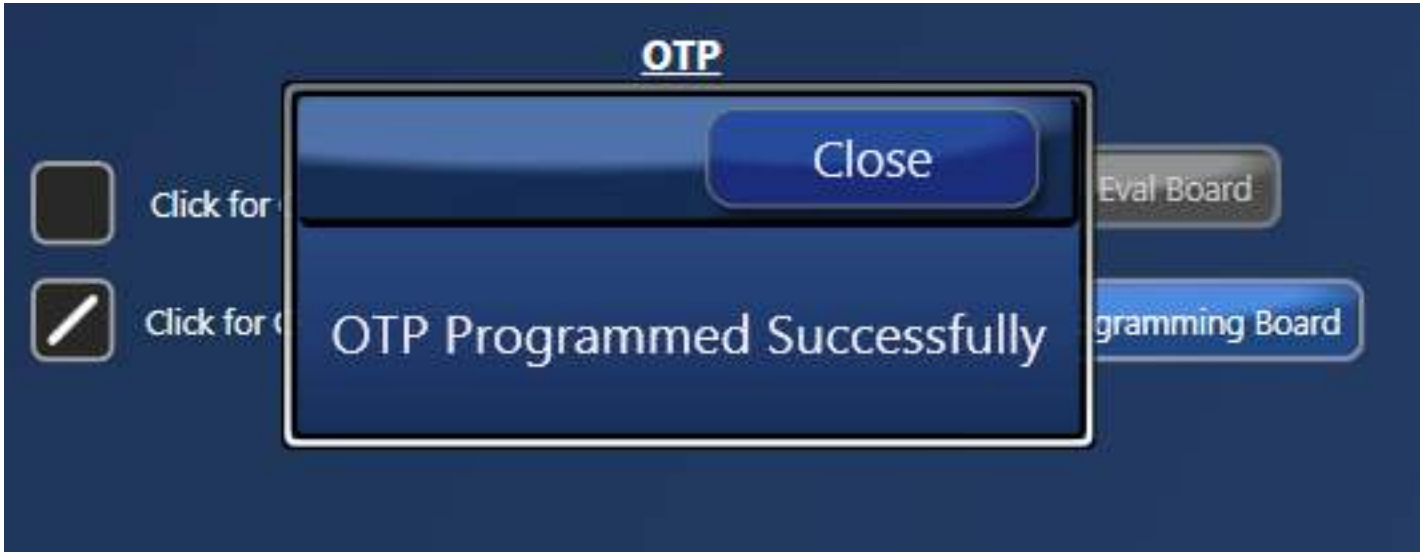 OTP
Close
Click for
Eval Board
OTP Programmed Successfully
Click for
gramming Board